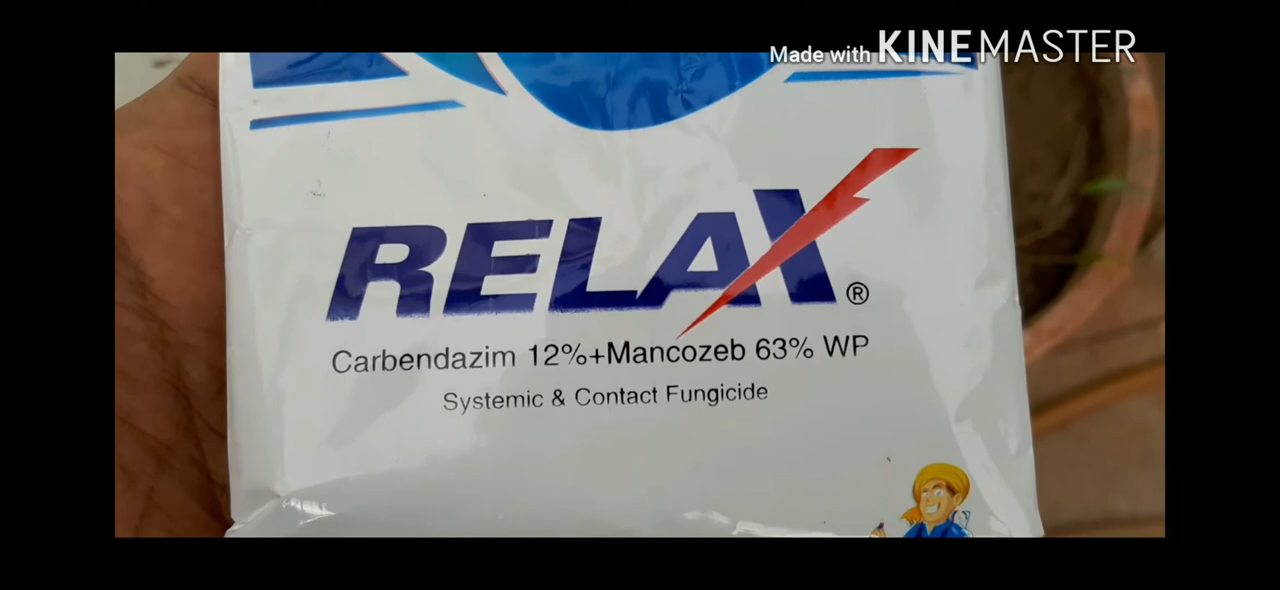 Made with KINEMASTER
RELAX®
Carbendazim 12%+Mancozeb 63% WP
Systemic & Contact Fungicide